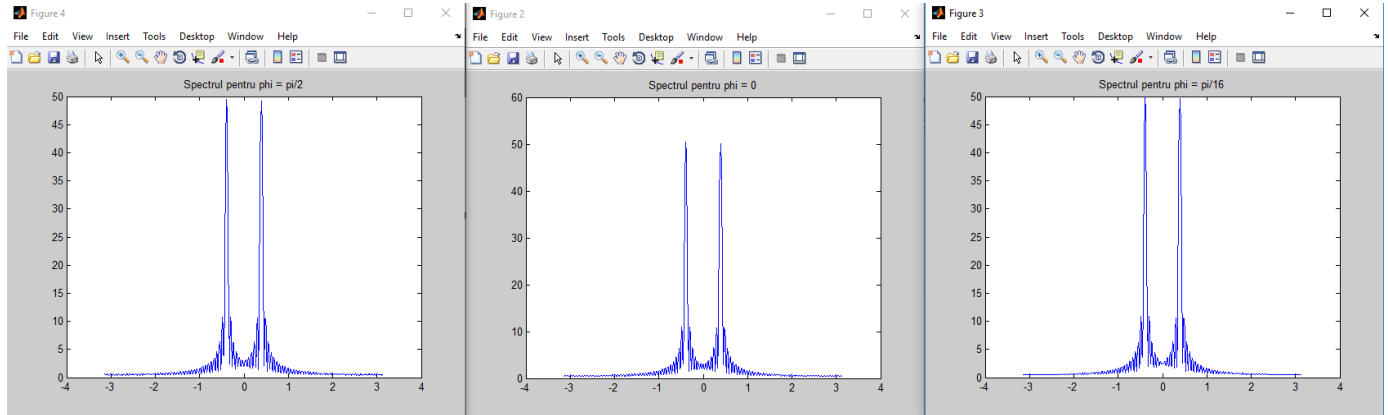 Figure 4
File Edit View Insert Tools Desktop Window Help
Spectrul pentru phi = pi/2
50
45
40
35
30
25
20
15
10
5
0
-4 -3 -2 -1 0 1 2 3 4
Figure 2
File Edit View Insert Tools Desktop Window Help
Spectrul pentru phi = 0
60
50
40
30
20
10
0
-4 -3 -2 -1 0 1 2 3 4
Figure 3
File Edit View Insert Tools Desktop Window Help
Spectrul pentru phi = pi/16
50
45
40
35
30
25
20
15
10
5
0
-4 -3 -2 -1 0 1 2 3 4